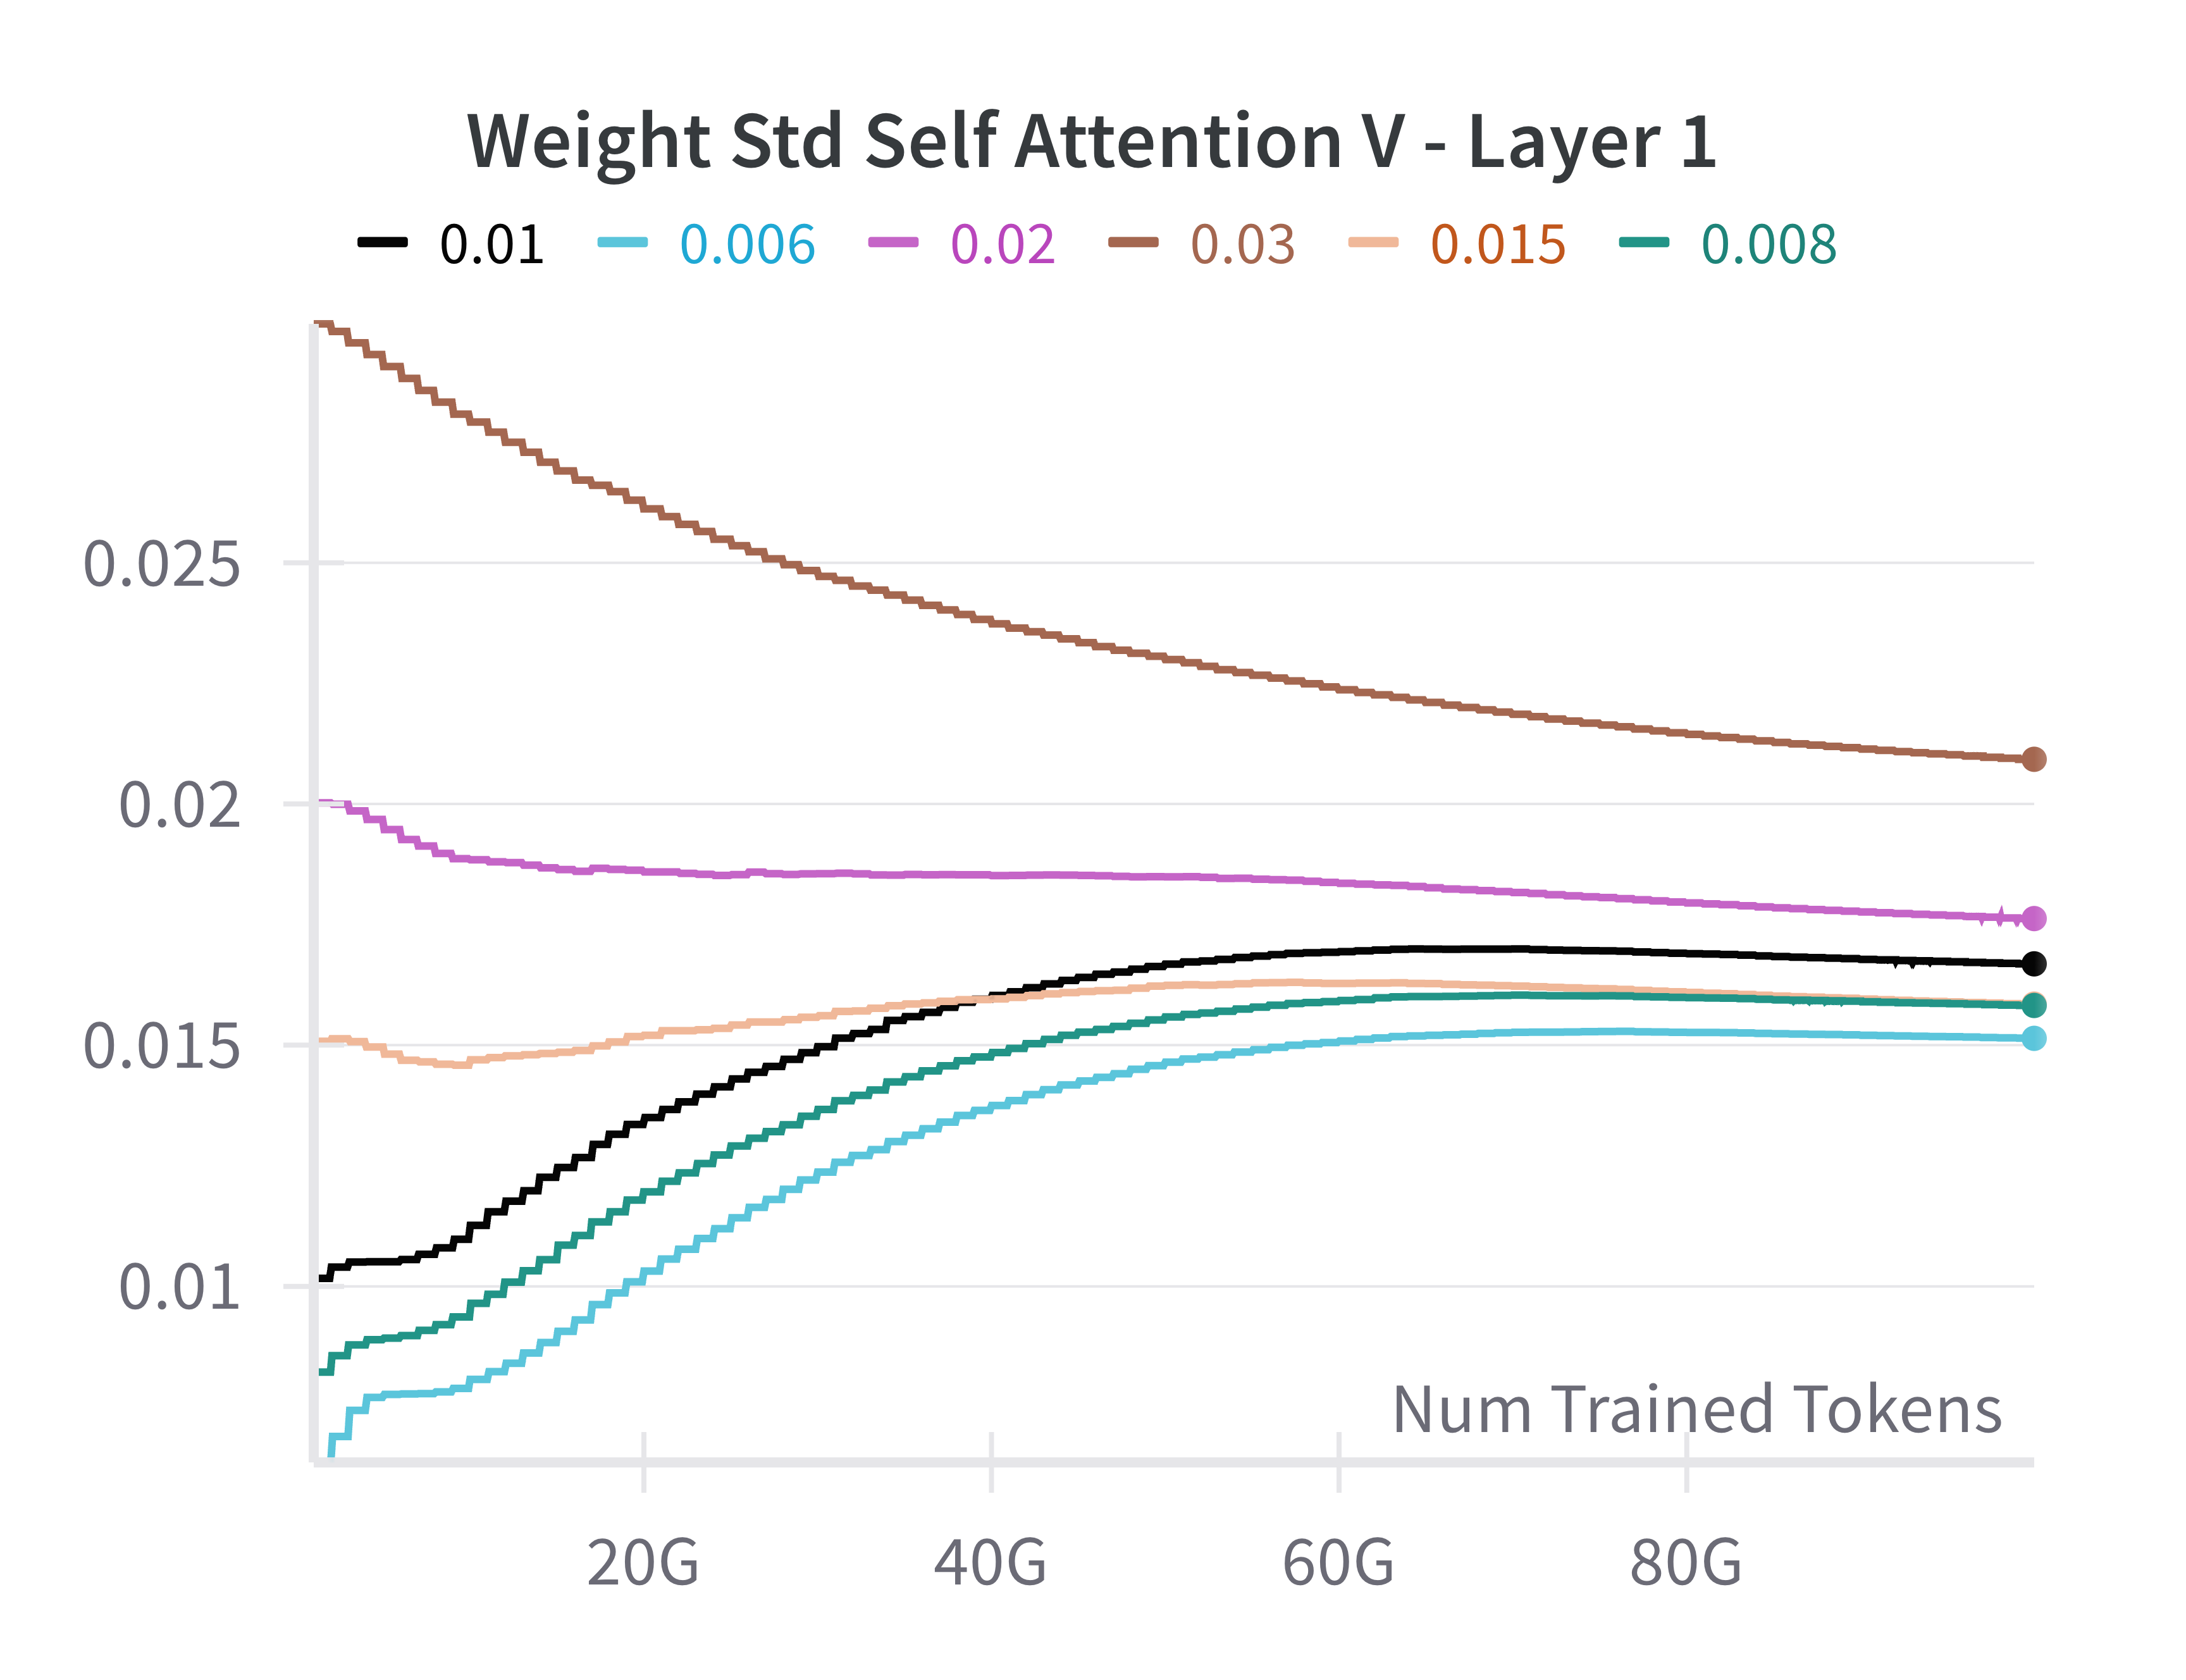 Weight Std Self Attention V - Layer 1
0.01 0.006 0.02 0.03 0.015 0.008
0.025
0.02
0.015
0.01
Num Trained Tokens
20G 40G 60G 80G